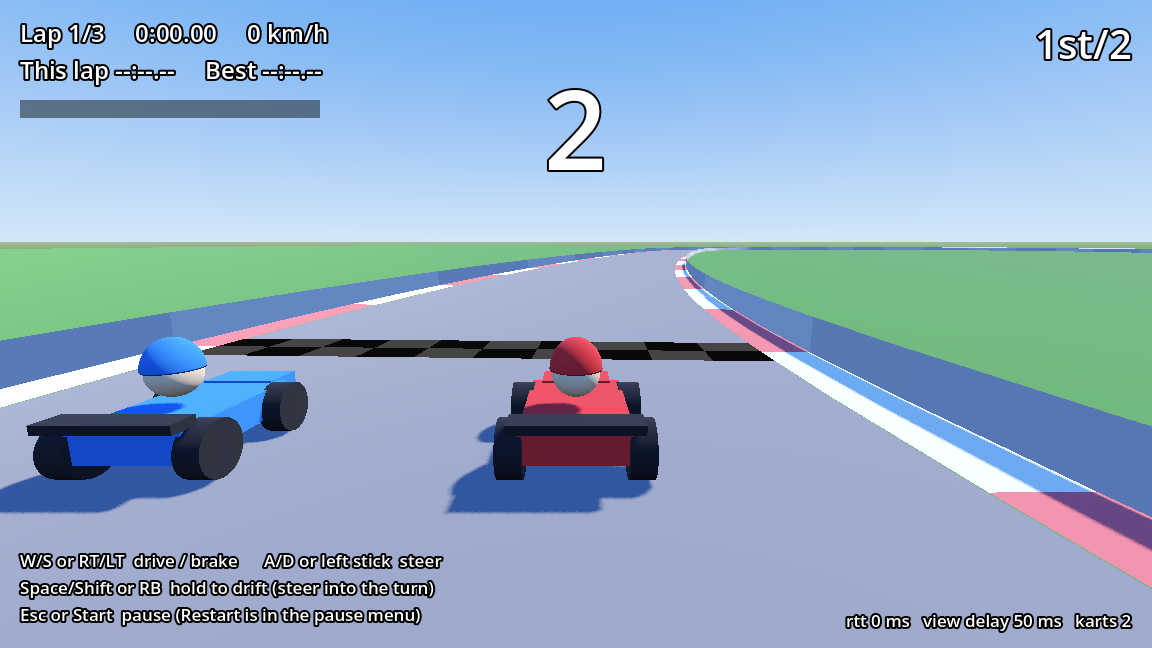 Lap 1/3 0:00.00 0 km/h
This lap --:--.-- Best --:--.--
1st/2
2
W/S or RT/LT drive / brake A/D or left stick steer
Space/Shift or RB hold to drift (steer into the turn)
Esc or Start pause (Restart is in the pause menu)
rtt 0 ms view delay 50 ms karts 2